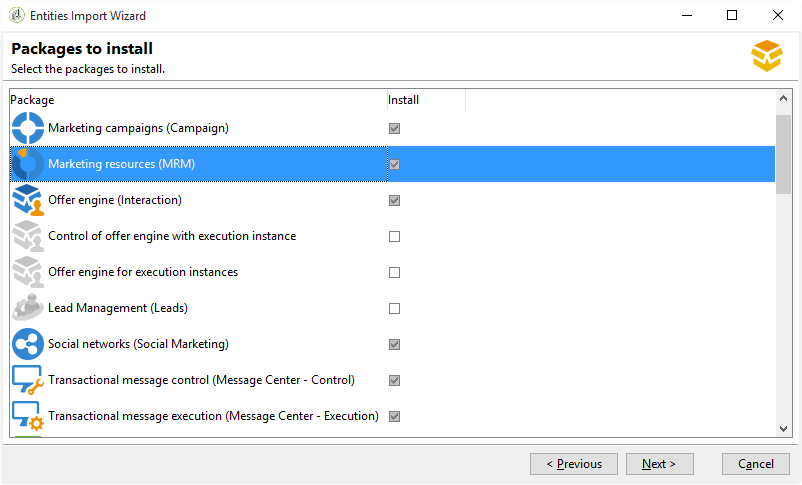 Entities Import Wizard
Packages to install
Select the packages to install.
Package Install
Marketing campaigns (Campaign)
Marketing resources (MRM)
Offer engine (Interaction)
Control of offer engine with execution instance
Offer engine for execution instances
Lead Management (Leads)
Social networks (Social Marketing)
Transactional message control (Message Center - Control)
Transactional message execution (Message Center - Execution)
< Previous Next > Cancel